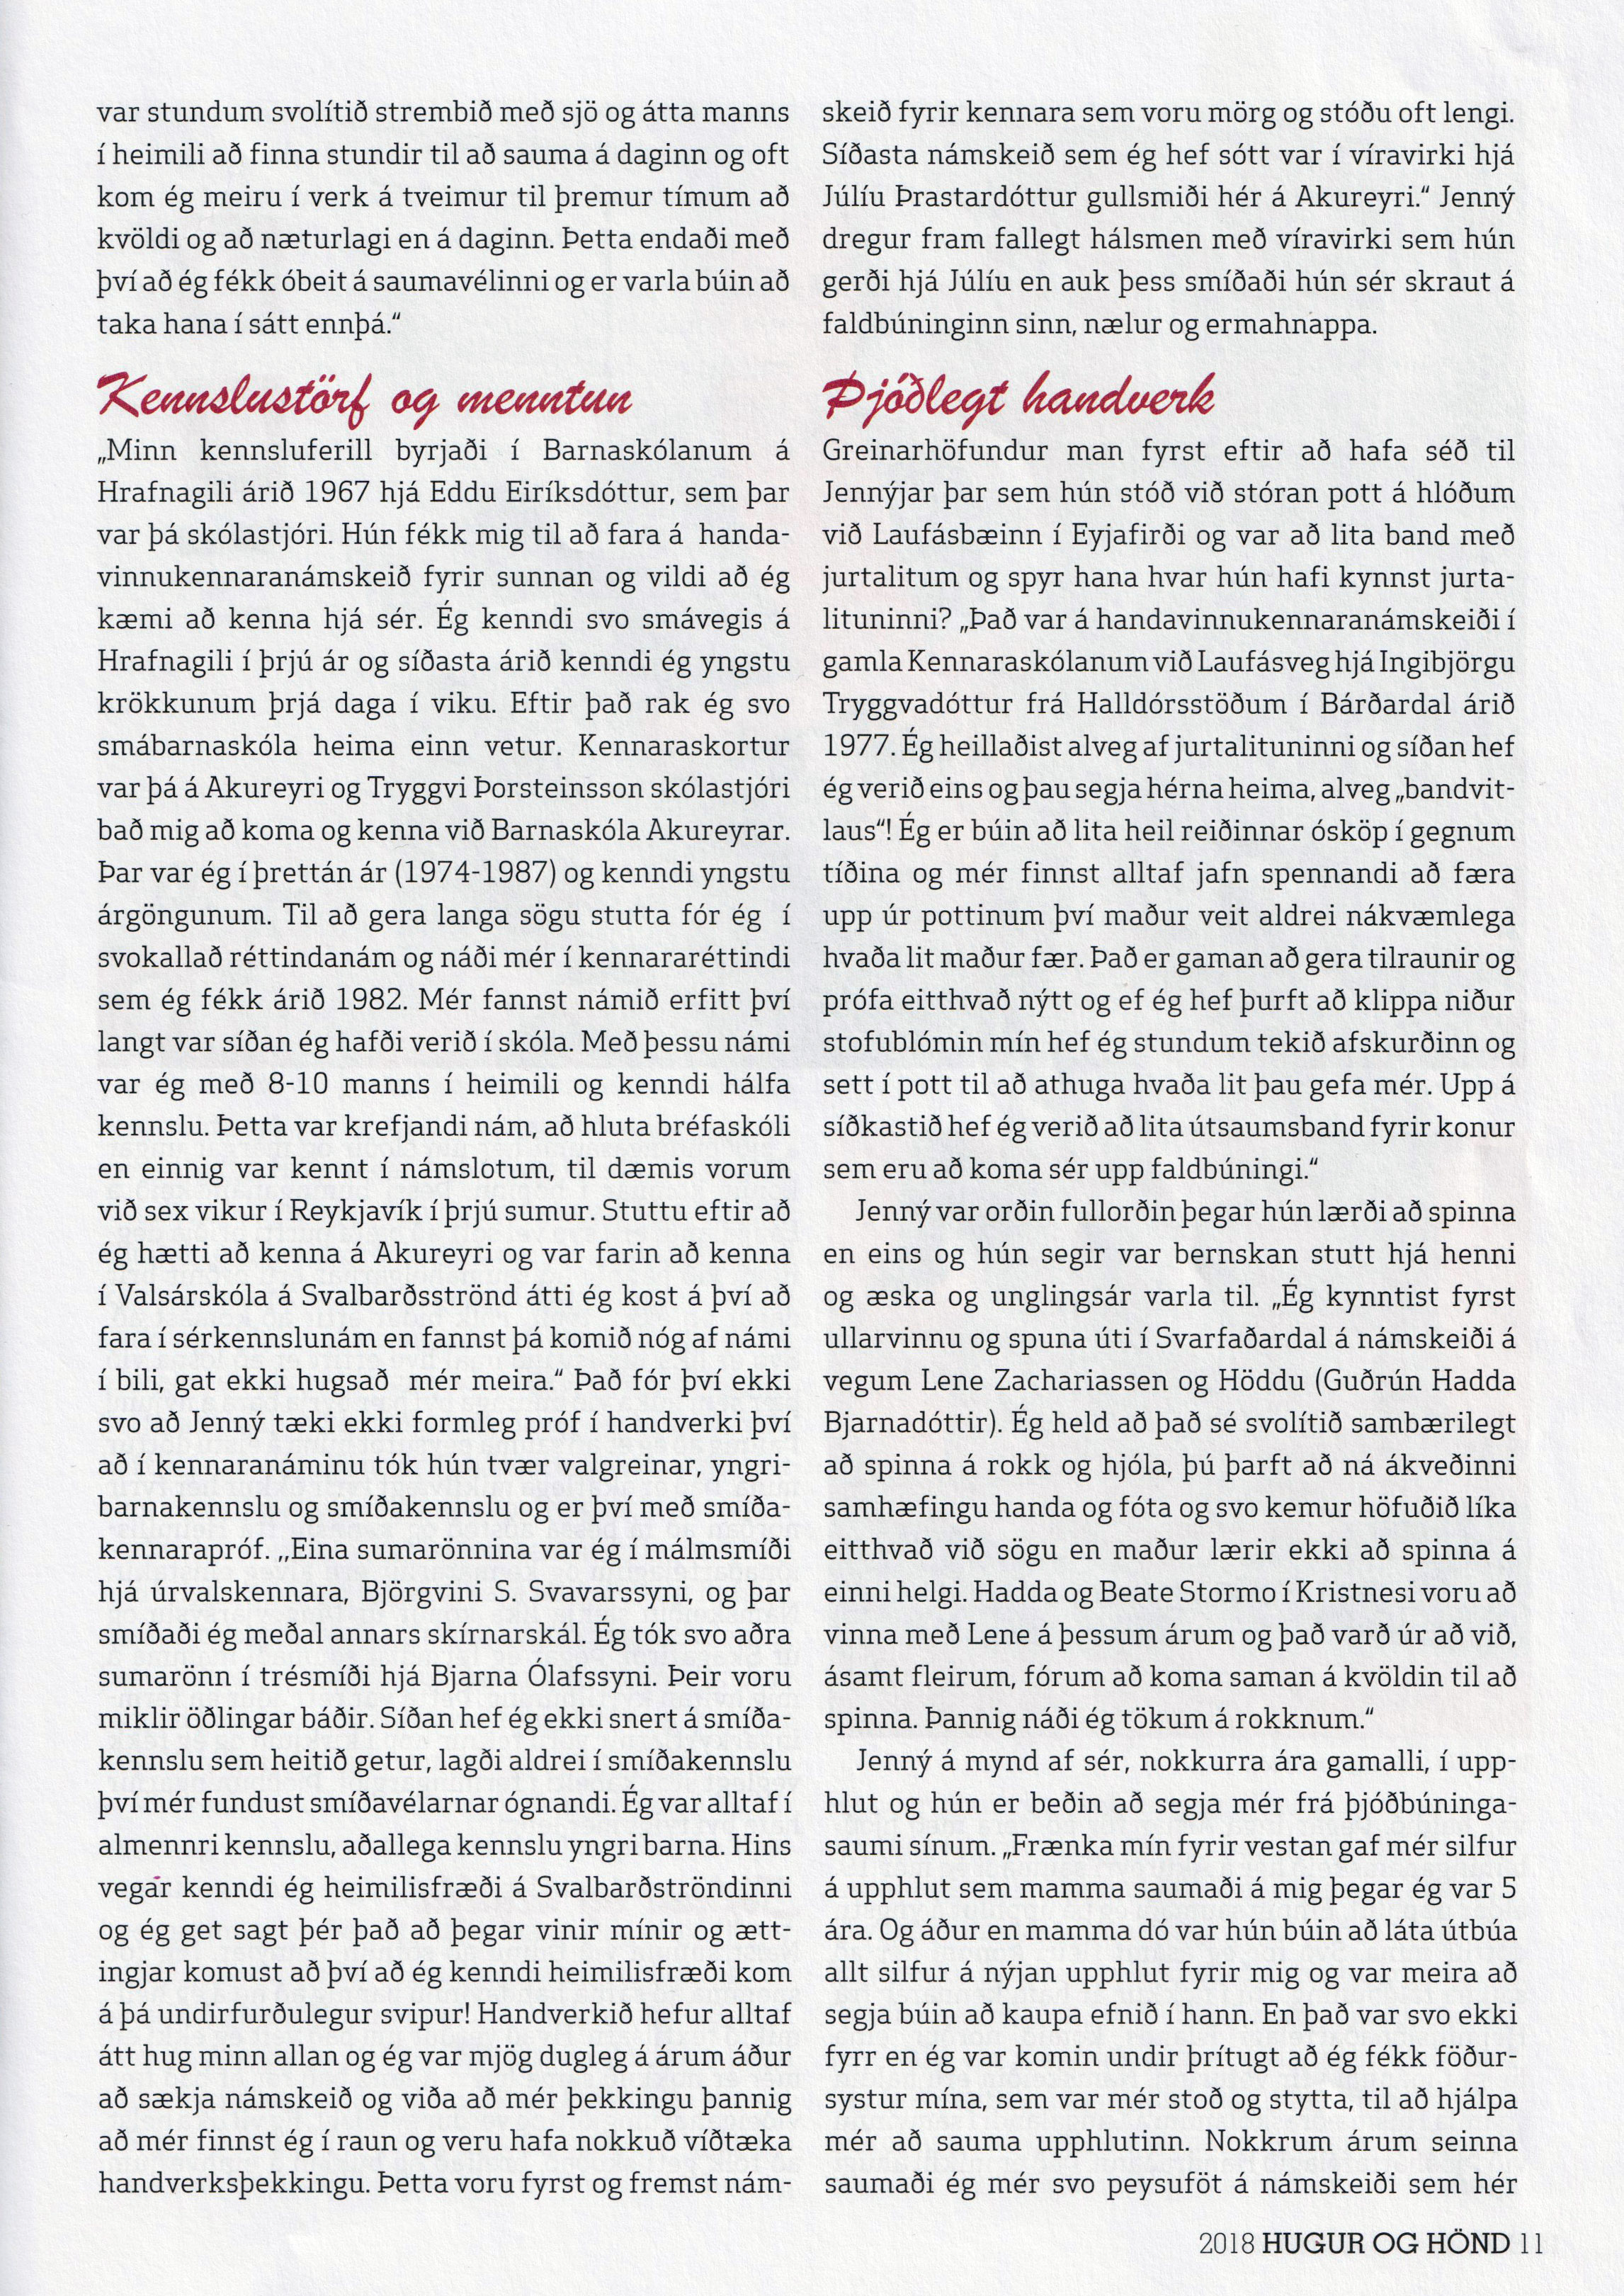 var stundum svolítið strembið með sjö og átta manns
í heimili að finna stundir til að sauma á daginn og oft
kom ég meiru í verk á tveimur til þremur tímum að
kvöldi og að næturlagi en á daginn. Þetta endaði með
því að ég fékk óbeit á saumavélinni og er varla búin að
taka hana í sátt ennþá.“
Kennslustörf og menntun
„Minn kennsluferill byrjaði í Barnaskólanum á
Hrafnagili árið 1967 hjá Eddu Eiríksdóttur, sem þar
var þá skólastjóri. Hún fékk mig til að fara á handa-
vinnukennaranámskeið fyrir sunnan og vildi að ég
kæmi að kenna hjá sér. Ég kenndi svo smávegis á
Hrafnagili í þrjú ár og síðasta árið kenndi ég yngstu
krökkunum þrjá daga í viku. Eftir það rak ég svo
smábarnaskóla heima einn vetur. Kennaraskortur
var þá á Akureyri og Tryggvi Þorsteinsson skólastjóri
bað mig að koma og kenna við Barnaskóla Akureyrar.
Þar var ég í þrettán ár (1974-1987) og kenndi yngstu
árgöngunum. Til að gera langa sögu stutta fór ég í
svokallað réttindanám og náði mér í kennararéttindi
sem ég fékk árið 1982. Mér fannst námið erfitt því
langt var síðan ég hafði verið í skóla. Með þessu námi
var ég með 8-10 manns í heimili og kenndi hálfa
kennslu. Þetta var krefjandi nám, að hluta bréfaskóli
en einnig var kennt í námslotum, til dæmis vorum
við sex vikur í Reykjavík í þrjú sumur. Stuttu eftir að
ég hætti að kenna á Akureyri og var farin að kenna
í Valsárskóla á Svalbarðsströnd átti ég kost á því að
fara í sérkennslunám en fannst þá komið nóg af námi
í bili, gat ekki hugsað mér meira.“ Það fór því ekki
svo að Jenný tæki ekki formleg próf í handverki því
að í kennaranáminu tók hún tvær valgreinar, yngri-
barnakennslu og smíðakennslu og er því með smíða-
kennarapróf. „Eina sumarönnina var ég í málmsmíði
hjá úrvalskennara, Björgvini S. Svavarssyni, og þar
smíðaði ég meðal annars skírnarskál. Ég tók svo aðra
sumarönn í trésmíði hjá Bjarna Ólafssyni. Þeir voru
miklir öðlingar báðir. Síðan hef ég ekki snert á smíða-
kennslu sem heitið getur, lagði aldrei í smíðakennslu
því mér fundust smíðavélarnar ógnandi. Ég var alltaf í
almennri kennslu, aðallega kennslu yngri barna. Hins
vegar kenndi ég heimilisfræði á Svalbarðströndinni
og ég get sagt þér það að þegar vinir mínir og ætt-
ingjar komust að því að ég kenndi heimilisfræði kom
á þá undirfurðulegur svipur! Handverkið hefur alltaf
átt hug minn allan og ég var mjög dugleg á árum áður
að sækja námskeið og viða að mér þekkingu þannig
að mér finnst ég í raun og veru hafa nokkuð víðtæka
handverksþekkingu. Þetta voru fyrst og fremst nám-
skeið fyrir kennara sem voru mörg og stóðu oft lengi.
Síðasta námskeið sem ég hef sótt var í víravirki hjá
Júlíu Þrastardóttur gullsmiði hér á Akureyri.“ Jenný
dregur fram fallegt hálsmen með víravirki sem hún
gerði hjá Júlíu en auk þess smíðaði hún sér skraut á
faldbúninginn sinn, nælur og ermahnappa.
Þjóðlegt handverk
Greinarhöfundur man fyrst eftir að hafa séð til
Jennýjar þar sem hún stóð við stóran pott á hlóðum
við Laufásbæinn í Eyjafirði og var að lita band með
jurtalitum og spyr hana hvar hún hafi kynnst jurta-
lituninni? „Það var á handavinnukennaranámskeiði í
gamla Kennaraskólanum við Laufásveg hjá Ingibjörgu
Tryggvadóttur frá Halldórsstöðum í Bárðardal árið
1977. Ég heillaðist alveg af jurtalituninni og síðan hef
ég verið eins og þau segja hérna heima, alveg „bandvit-
laus“! Ég er búin að lita heil reiðinnar ósköp í gegnum
tíðina og mér finnst alltaf jafn spennandi að færa
upp úr pottinum því maður veit aldrei nákvæmlega
hvaða lit maður fær. Það er gaman að gera tilraunir og
prófa eitthvað nýtt og ef ég hef þurft að klippa niður
stofublómin mín hef ég stundum tekið afskurðinn og
sett í pott til að athuga hvaða lit þau gefa mér. Upp á
síðkastið hef ég verið að lita útsaumsband fyrir konur
sem eru að koma sér upp faldbúningi.“
Jenný var orðin fullorðin þegar hún lærði að spinna
en eins og hún segir var bernskan stutt hjá henni
og æska og unglingsár varla til. „Ég kynntist fyrst
ullarvinnu og spuna úti í Svarfaðardal á námskeiði á
vegum Lene Zachariassen og Höddu (Guðrún Hadda
Bjarnadóttir). Ég held að það sé svolítið sambærilegt
að spinna á rokk og hjóla, þú þarft að ná ákveðinni
samhæfingu handa og fóta og svo kemur höfuðið líka
eitthvað við sögu en maður lærir ekki að spinna á
einni helgi. Hadda og Beate Stormo í Kristnesi voru að
vinna með Lene á þessum árum og það varð úr að við,
ásamt fleirum, fórum að koma saman á kvöldin til að
spinna. Þannig náði ég tökum á rokknum.“
Jenný á mynd af sér, nokkurra ára gamalli, í upp-
hlut og hún er beðin að segja mér frá þjóðbúninga-
saumi sínum. „Frænka mín fyrir vestan gaf mér silfur
á upphlut sem mamma saumaði á mig þegar ég var 5
ára. Og áður en mamma dó var hún búin að láta útbúa
allt silfur á nýjan upphlut fyrir mig og var meira að
segja búin að kaupa efnið í hann. En það var svo ekki
fyrr en ég var komin undir þrítugt að ég fékk föður-
systur mína, sem var mér stoð og stytta, til að hjálpa
mér að sauma upphlutinn. Nokkrum árum seinna
saumaði ég mér svo peysuföt á námskeiði sem hér
2018 HUGUR OG HÖND 11